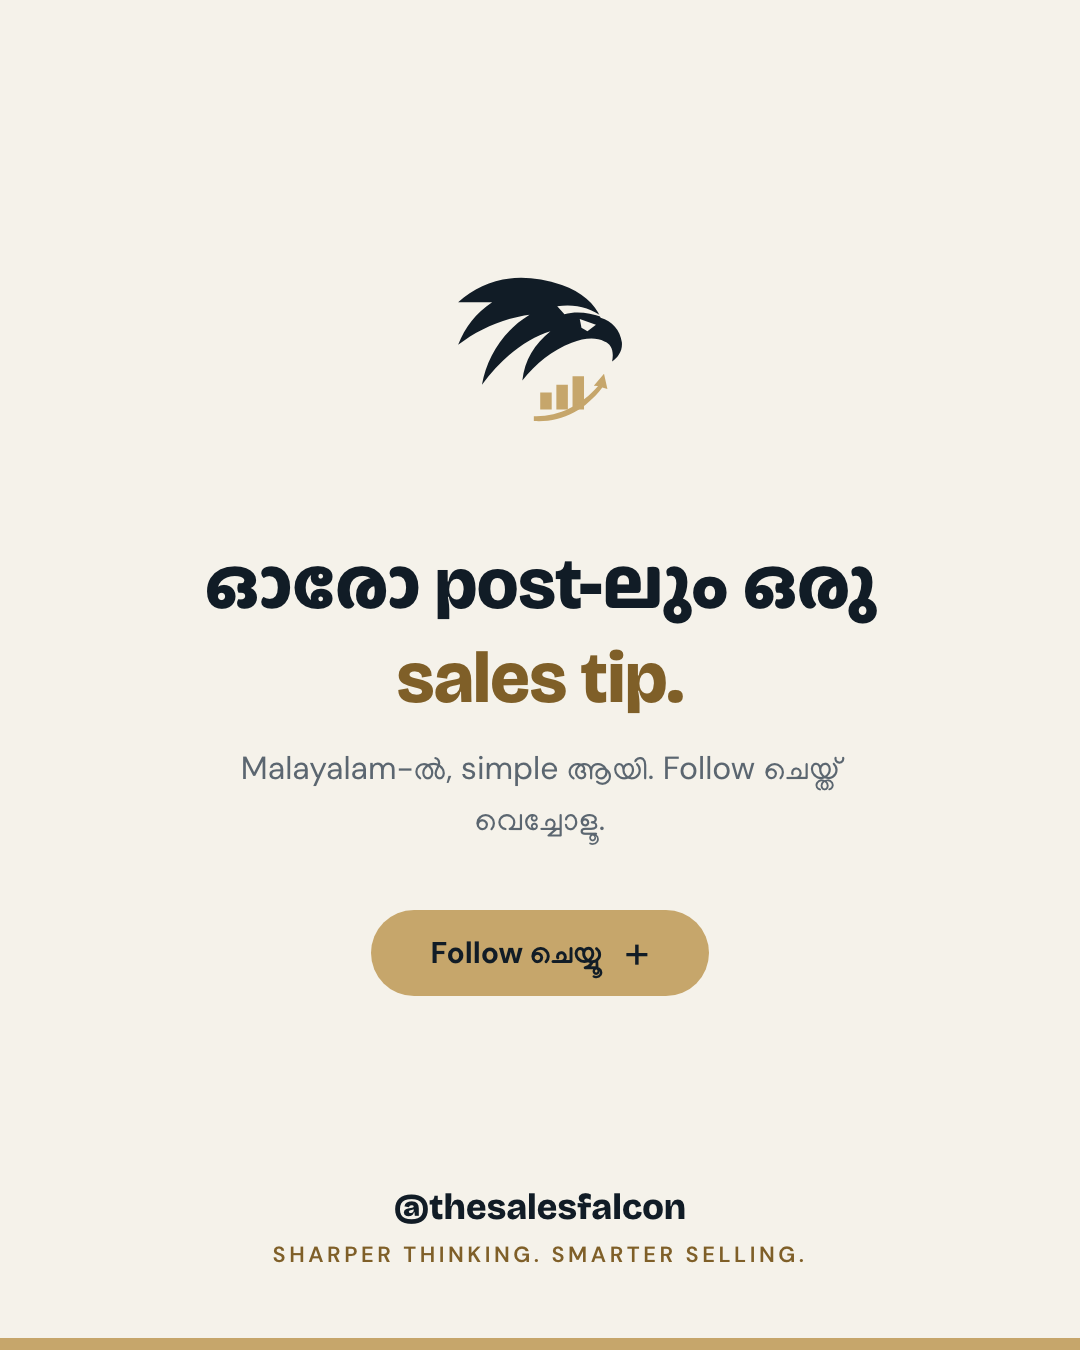 ഓരോ post-ലും ഒരു
sales tip.
Malayalam-ൽ, simple ആയി. Follow ചെയ്ത്
വെച്ചോളൂ.
Follow ചെയ്യൂ +
@thesalesfalcon
SHARPER THINKING. SMARTER SELLING.